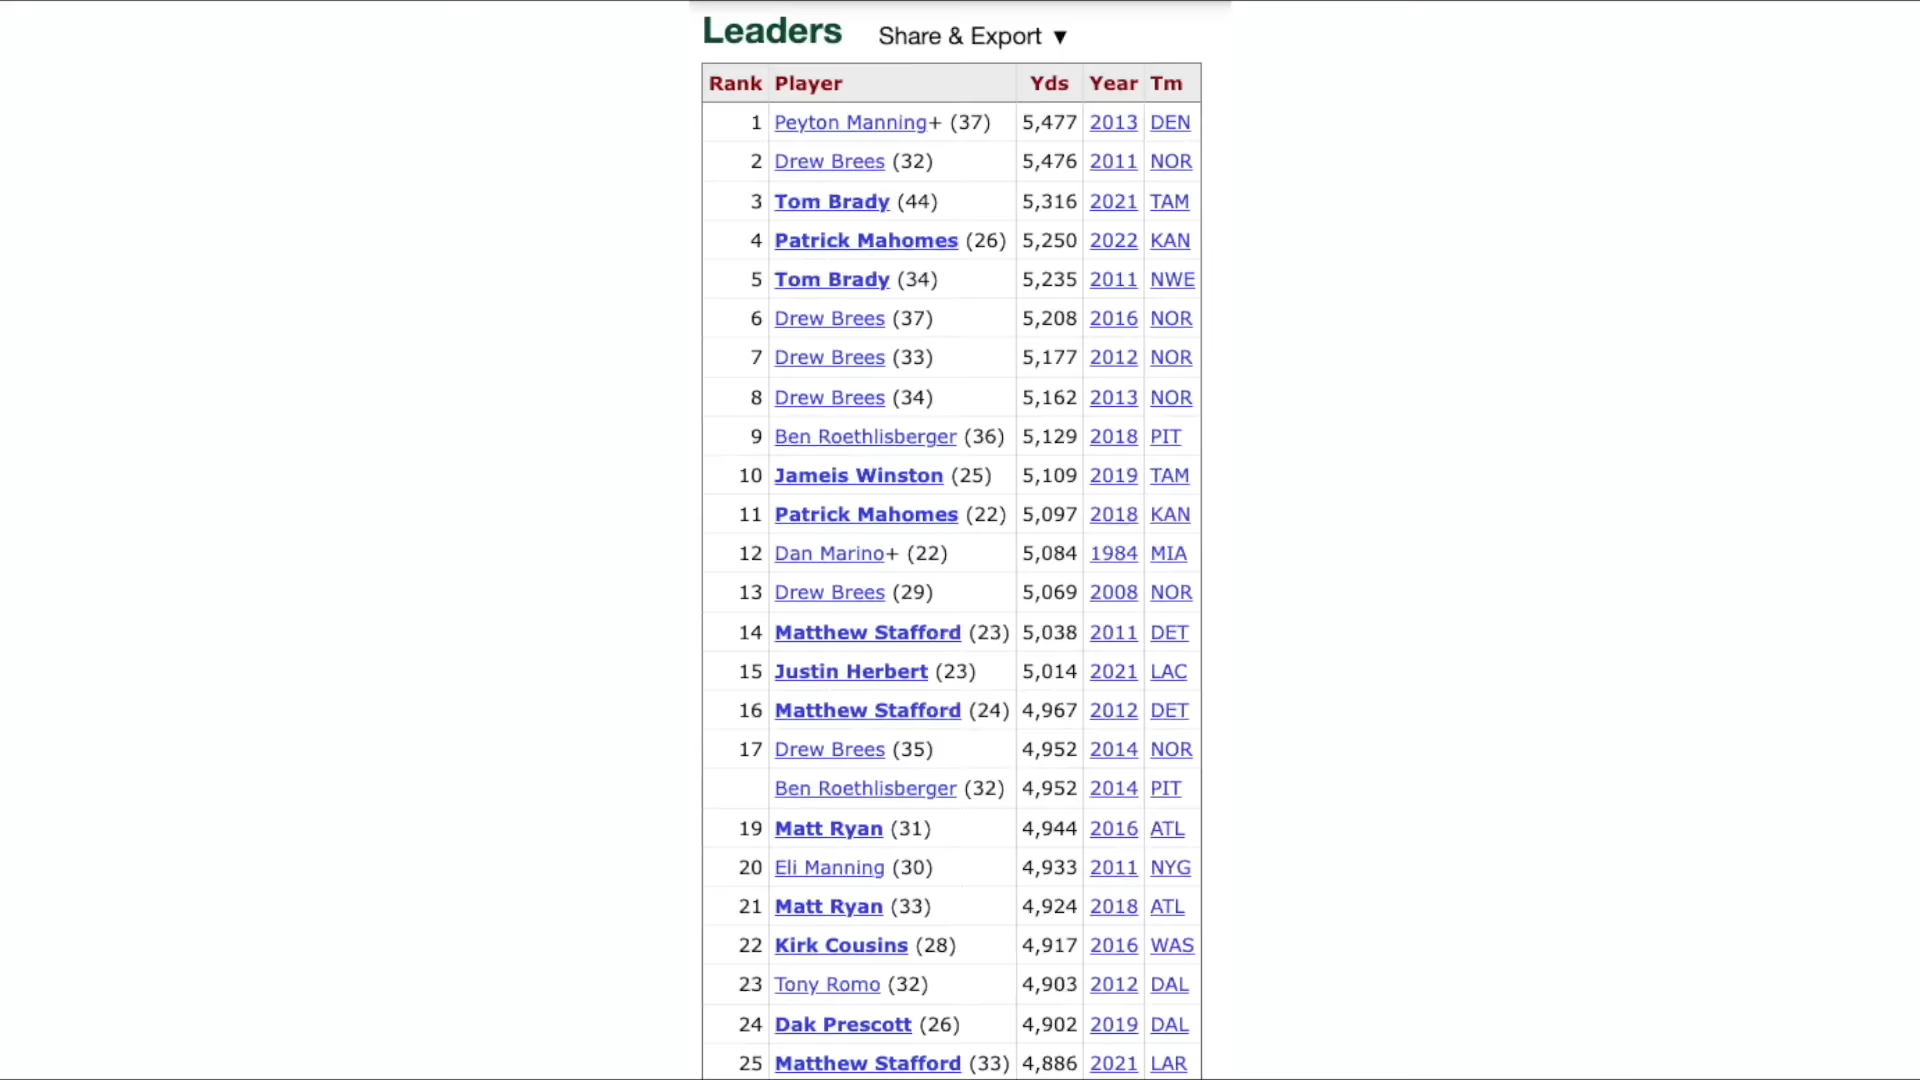 Leaders Share & Export ▼
Rank Player Yds Year Tm
1 Peyton Manning+ (37) 5,477 2013 DEN
2 Drew Brees (32) 5,476 2011 NOR
3 Tom Brady (44) 5,316 2021 TAM
4 Patrick Mahomes (26) 5,250 2022 KAN
5 Tom Brady (34) 5,235 2011 NWE
6 Drew Brees (37) 5,208 2016 NOR
7 Drew Brees (33) 5,177 2012 NOR
8 Drew Brees (34) 5,162 2013 NOR
9 Ben Roethlisberger (36) 5,129 2018 PIT
10 Jameis Winston (25) 5,109 2019 TAM
11 Patrick Mahomes (22) 5,097 2018 KAN
12 Dan Marino+ (22) 5,084 1984 MIA
13 Drew Brees (29) 5,069 2008 NOR
14 Matthew Stafford (23) 5,038 2011 DET
15 Justin Herbert (23) 5,014 2021 LAC
16 Matthew Stafford (24) 4,967 2012 DET
17 Drew Brees (35) 4,952 2014 NOR
Ben Roethlisberger (32) 4,952 2014 PIT
19 Matt Ryan (31) 4,944 2016 ATL
20 Eli Manning (30) 4,933 2011 NYG
21 Matt Ryan (33) 4,924 2018 ATL
22 Kirk Cousins (28) 4,917 2016 WAS
23 Tony Romo (32) 4,903 2012 DAL
24 Dak Prescott (26) 4,902 2019 DAL
25 Matthew Stafford (33) 4,886 2021 LAR